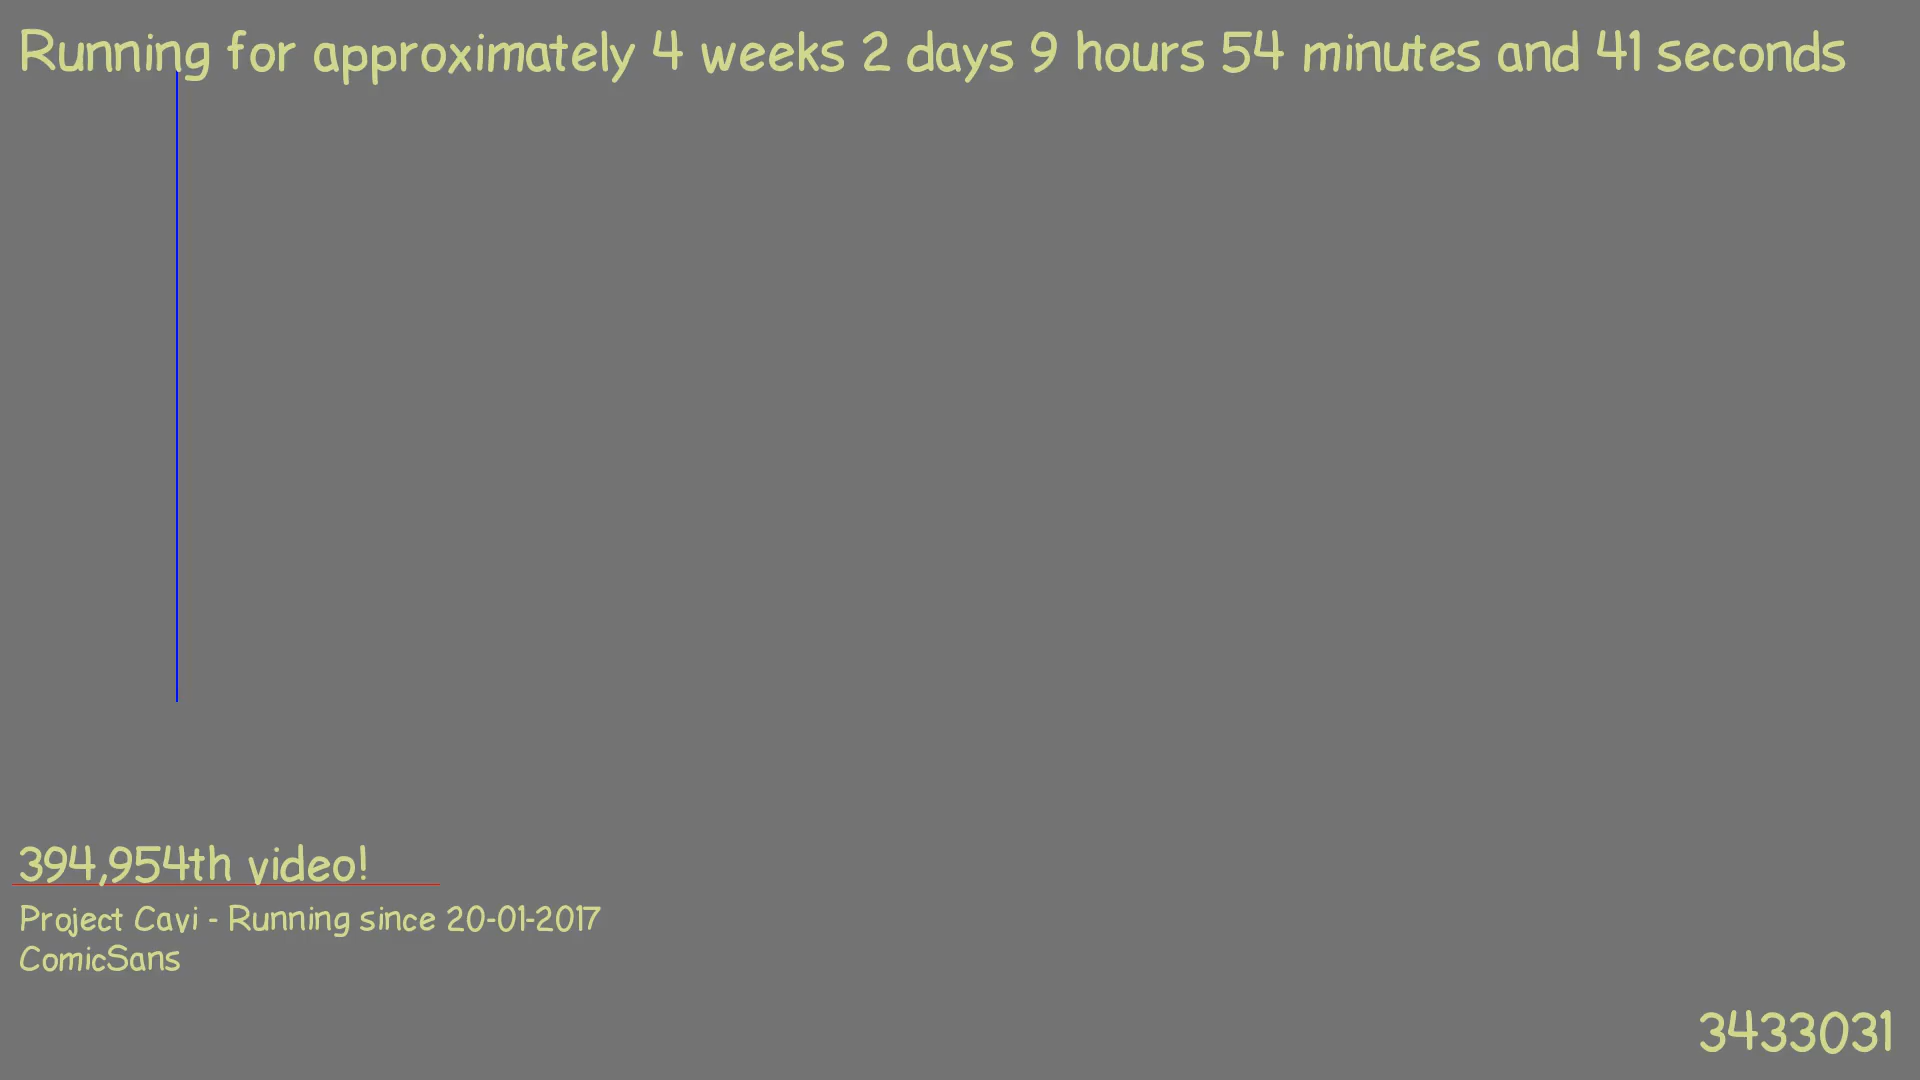 Running for approximately 4 weeks 2 days 9 hours 54 minutes and 41 seconds
394,954th video!
Project Cavi - Running since 20-01-2017
ComicSans
3433031